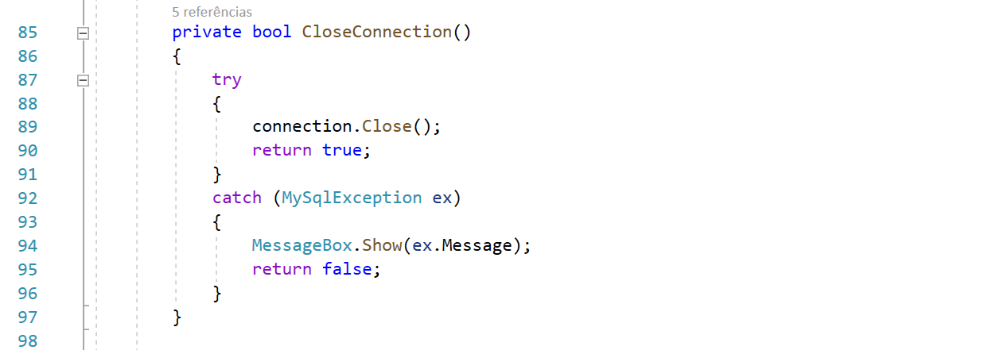 5 referências
85 private bool CloseConnection()
86 {
87 try
88 {
89 connection.Close();
90 return true;
91 }
92 catch (MySqlException ex)
93 {
94 MessageBox.Show(ex.Message);
95 return false;
96 }
97 }
98